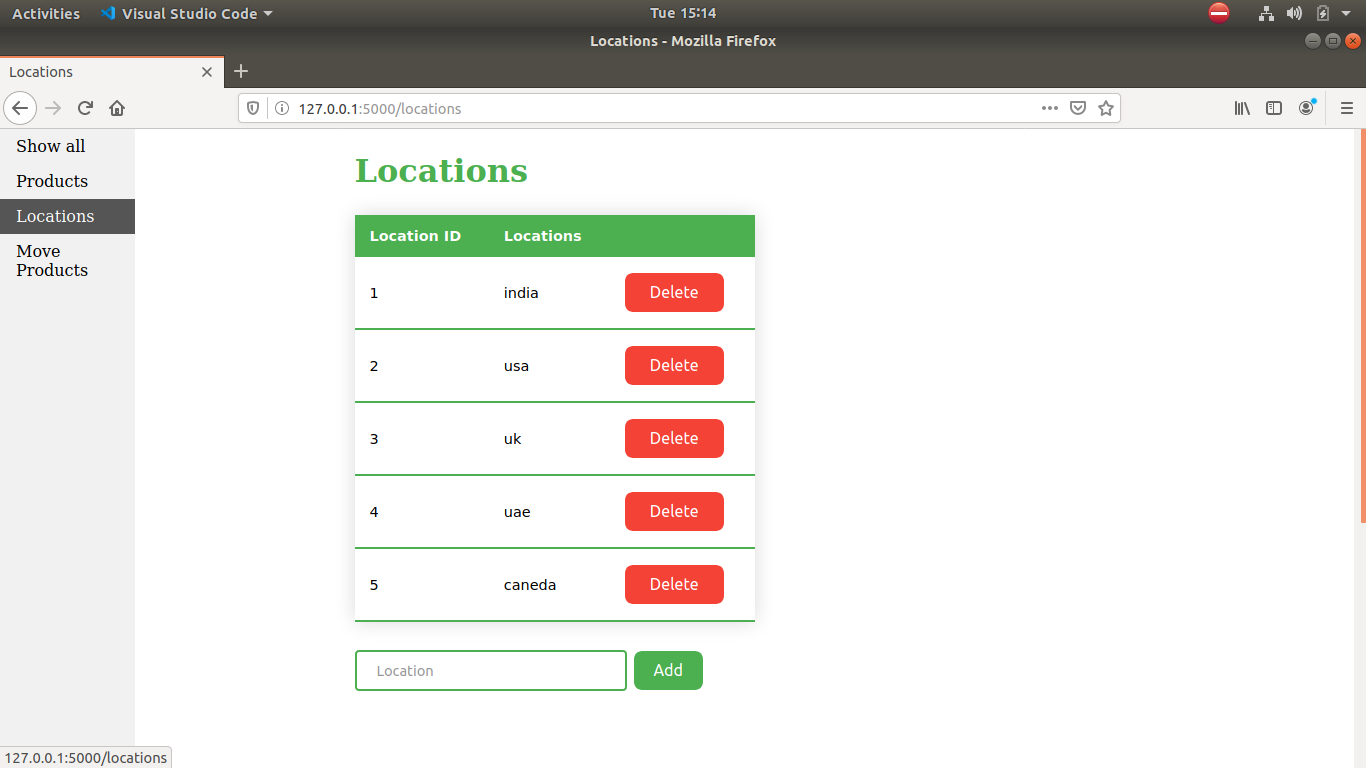 Activities Visual Studio Code Tue 15:14
Locations - Mozilla Firefox
Locations
127.0.0.1:5000/locations
Show all
Products
Locations
Move
Products
Locations
Location ID Locations
1 india Delete
2 usa Delete
3 uk Delete
4 uae Delete
5 caneda Delete
Location Add
127.0.0.1:5000/locations